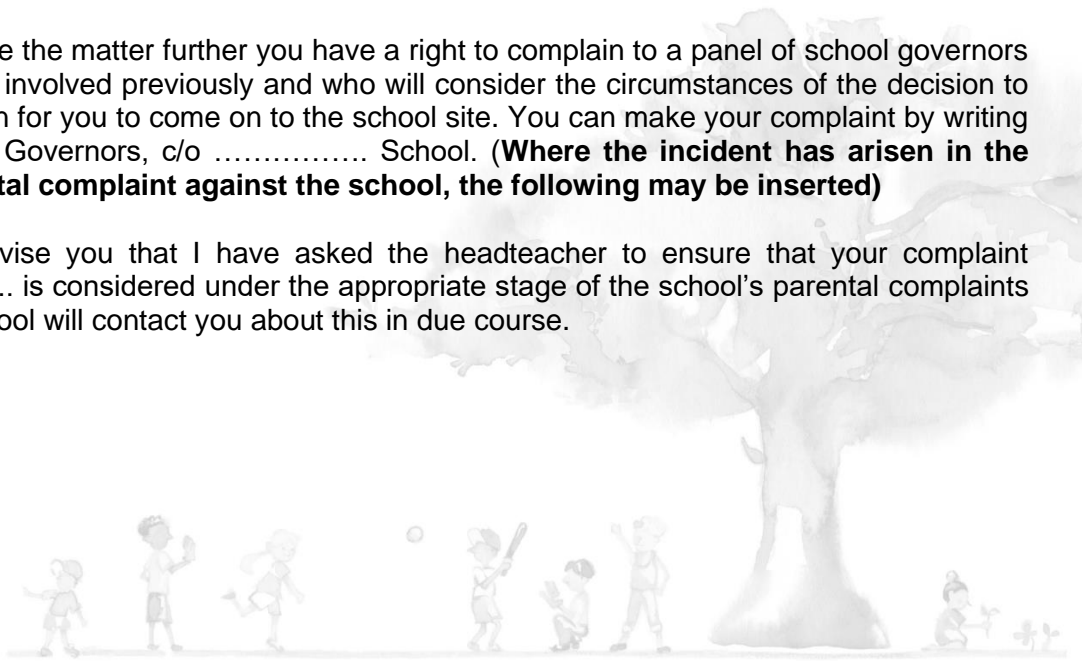 e the matter further you have a right to complain to a panel of school governors
involved previously and who will consider the circumstances of the decision to
n for you to come on to the school site. You can make your complaint by writing
Governors, c/o ……………. School. (Where the incident has arisen in the
tal complaint against the school, the following may be inserted)
vise you that I have asked the headteacher to ensure that your complaint
.. is considered under the appropriate stage of the school’s parental complaints
ool will contact you about this in due course.